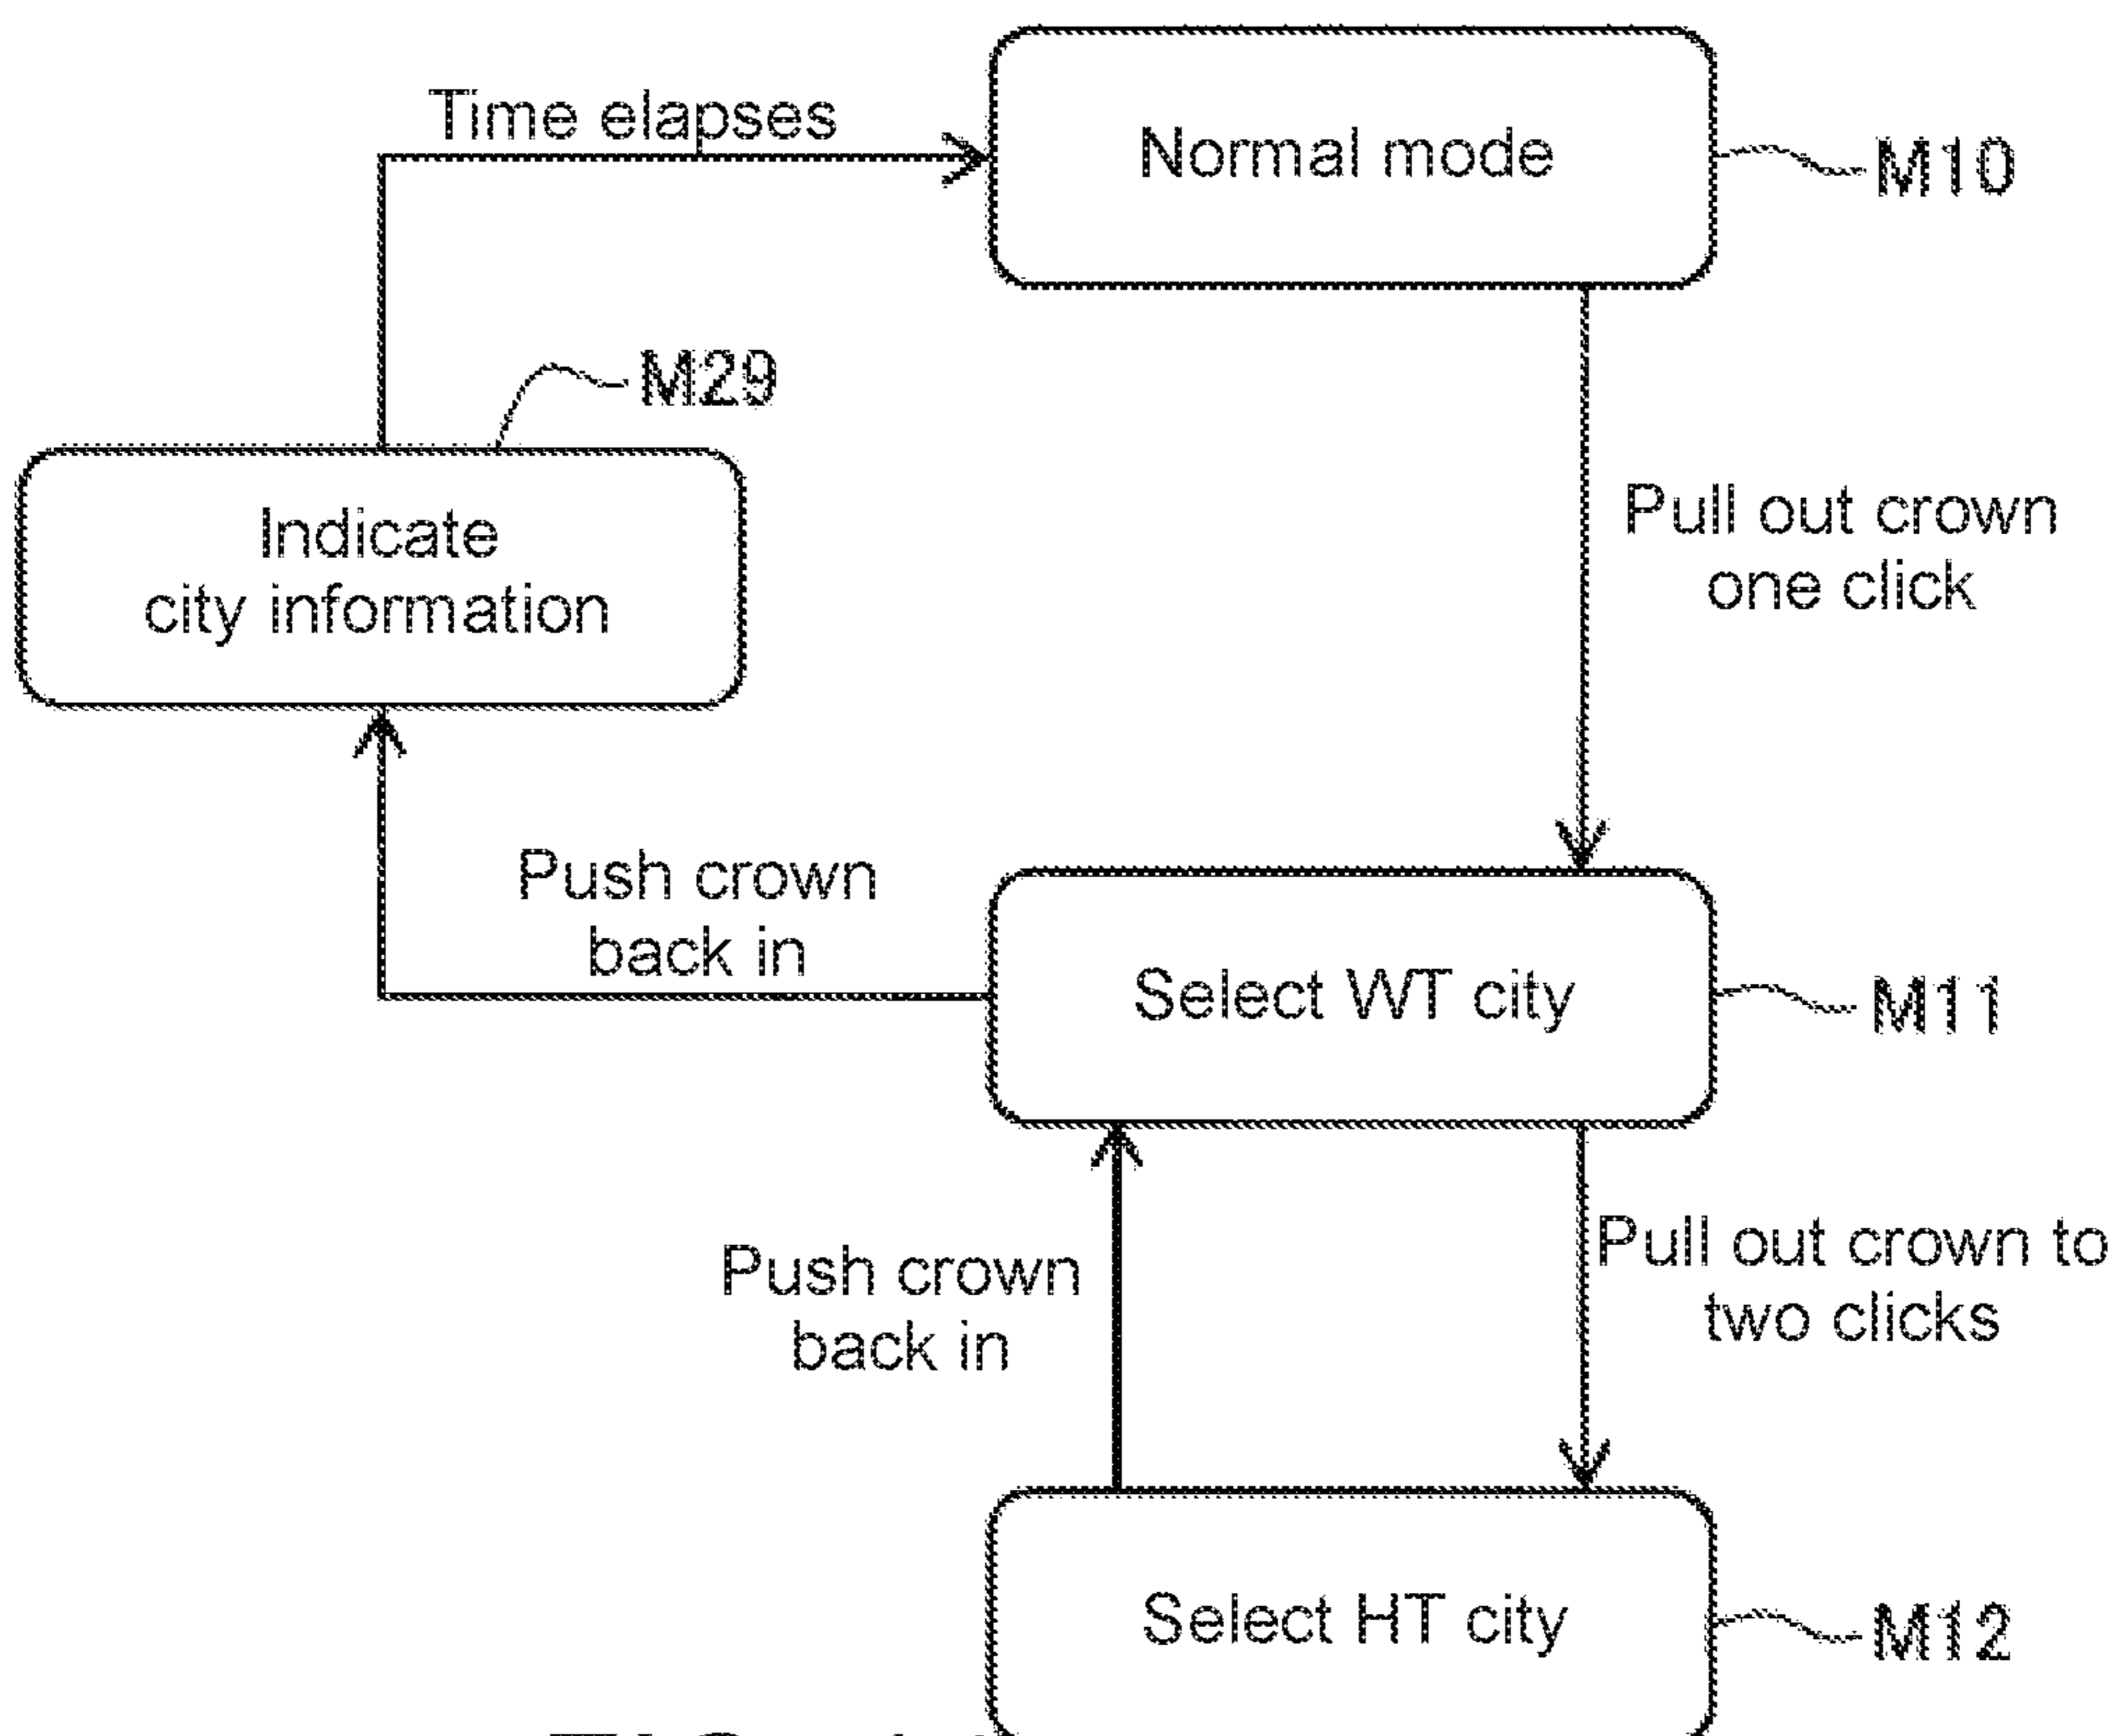 Time elapses
Normal mode
M10
M29
Indicate
city information
Pull out crown
one click
Push crown
back in
Select WT city
M11
Push crown
back in
Pull out crown to
two clicks
Select HT city
M12